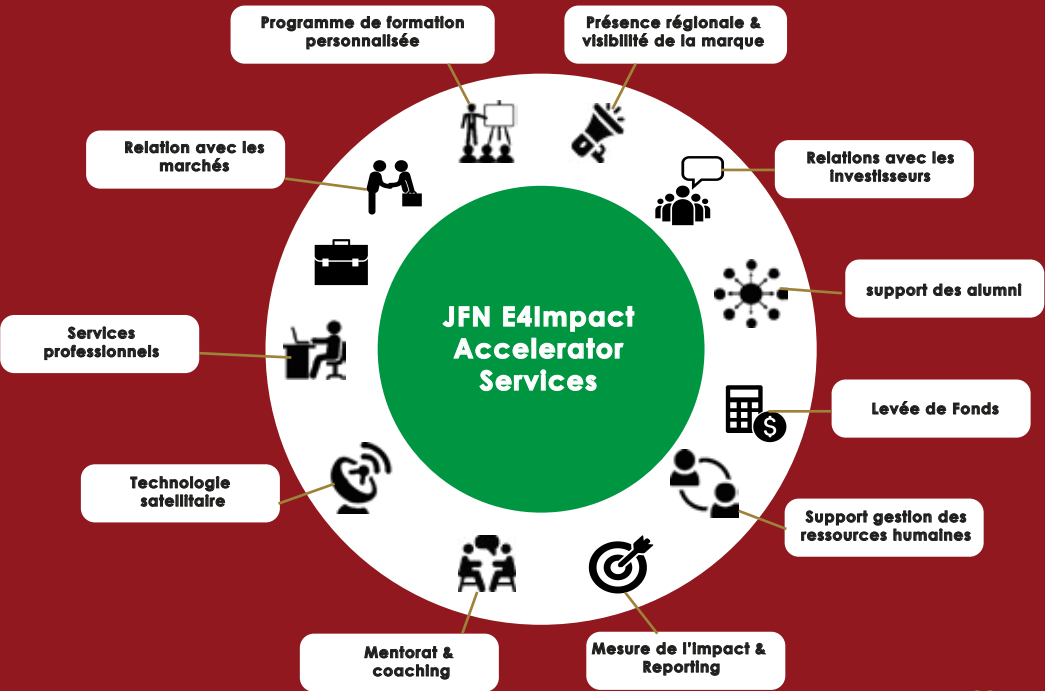 Programme de formation
personnalisée
Présence régionale &
visibilité de la marque
Relation avec les
marchés
Relations avec les
investisseurs
support des alumni
JFN E4Impact
Accelerator
Services
Services
professionnels
Levée de Fonds
Technologie
satellitaire
Support gestion des
ressources humaines
Mentorat &
coaching
Mesure de l'Impact &
Reporting
$